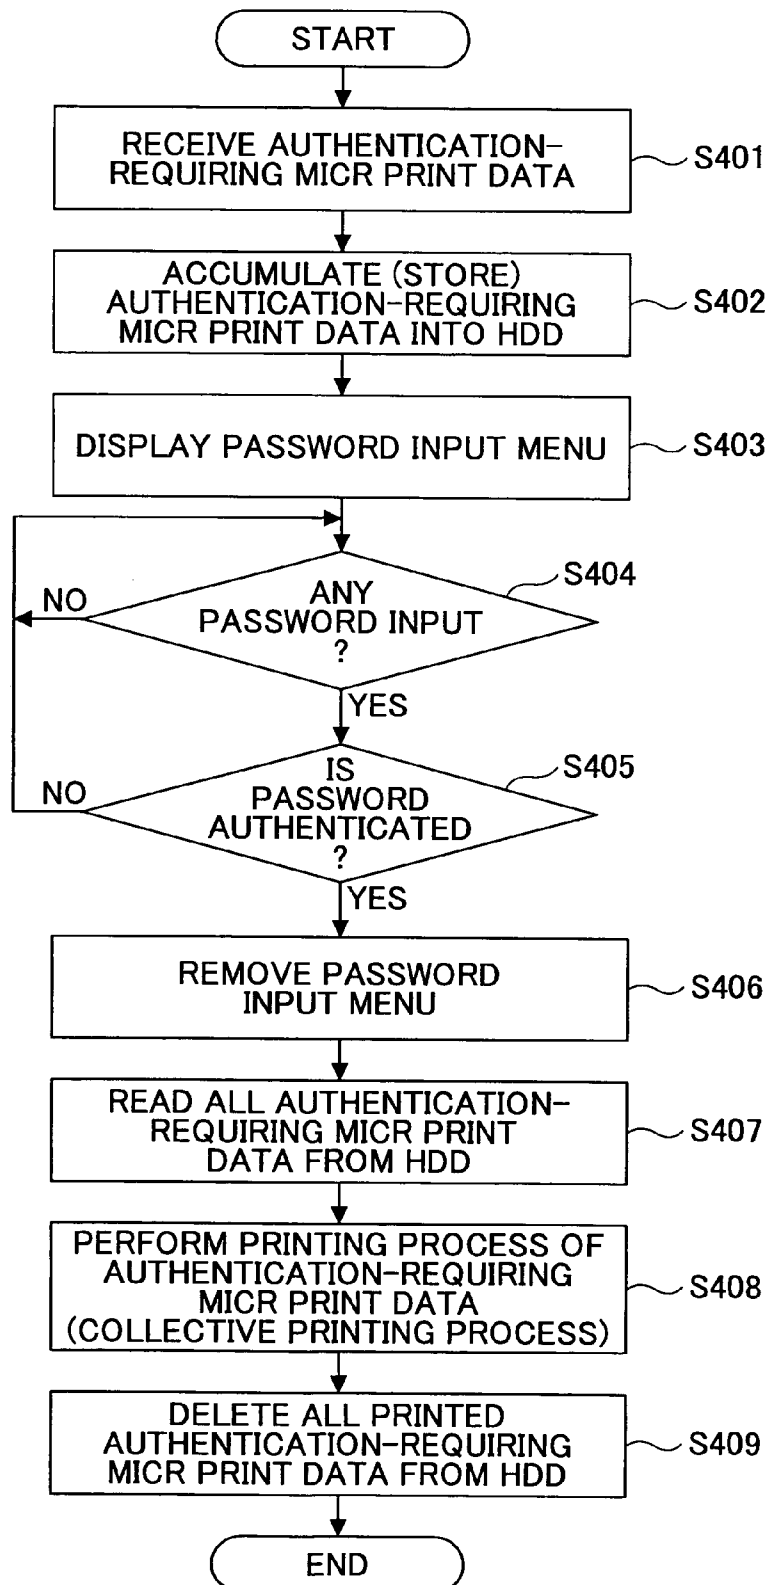 START
RECEIVE AUTHENTICATION-
REQUIRING MICR PRINT DATA
S401
ACCUMULATE (STORE)
AUTHENTICATION-REQUIRING
MICR PRINT DATA INTO HDD
S402
DISPLAY PASSWORD INPUT MENU
S403
ANY
PASSWORD INPUT
?
S404
NO
YES
IS
PASSWORD
AUTHENTICATED
?
S405
NO
YES
REMOVE PASSWORD
INPUT MENU
S406
READ ALL AUTHENTICATION-
REQUIRING MICR PRINT
DATA FROM HDD
S407
PERFORM PRINTING PROCESS OF
AUTHENTICATION-REQUIRING
MICR PRINT DATA
(COLLECTIVE PRINTING PROCESS)
S408
DELETE ALL PRINTED
AUTHENTICATION-REQUIRING
MICR PRINT DATA FROM HDD
S409
END